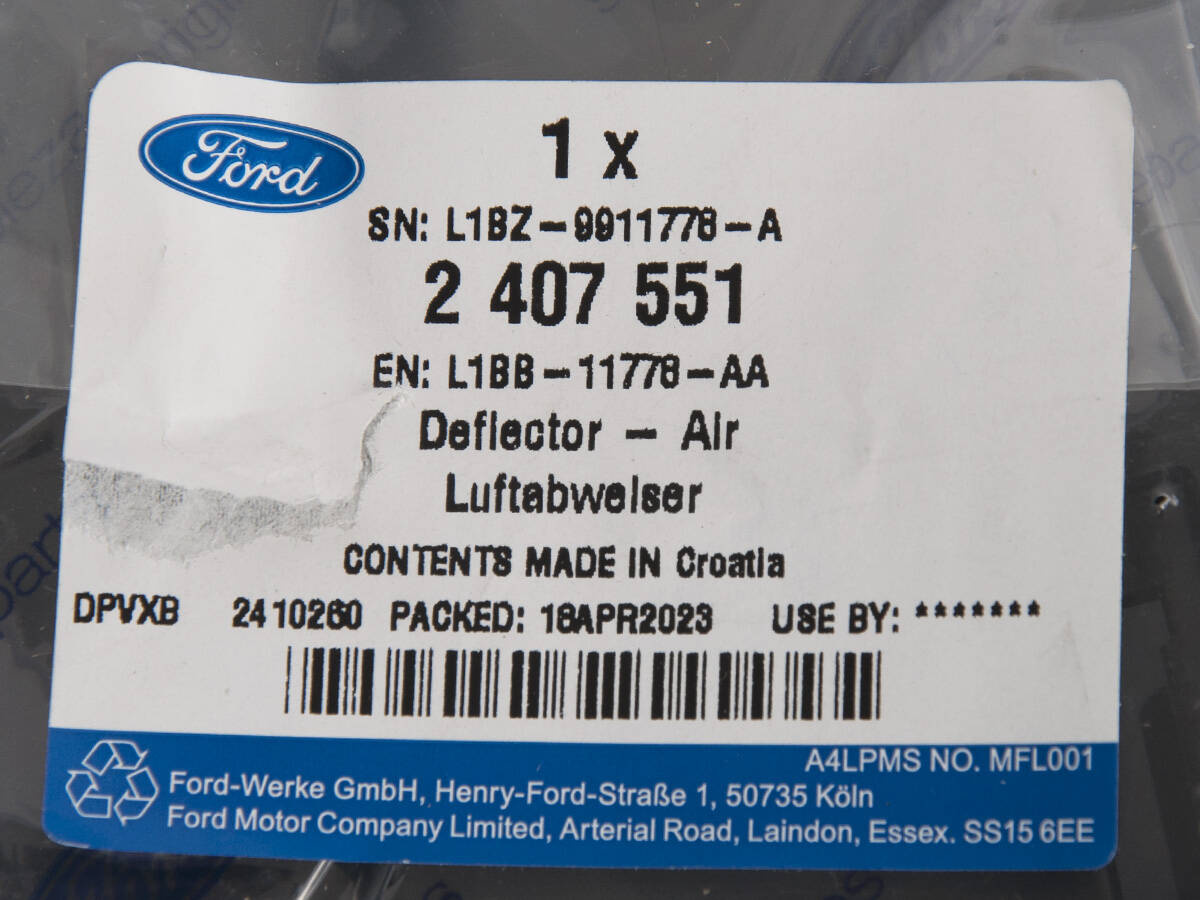 Ford
1 x
SN: L1BZ-9911778-A
2 407 551
EN: L1BB-11778-AA
Deflector - Air
Luftabweiser
CONTENTS MADE IN Croatia
DPVXB 2410260 PACKED: 18APR2023 USE BY: *******
A4LPMS NO. MFL001
Ford-Werke GmbH, Henry-Ford-Straße 1, 50735 Köln
Ford Motor Company Limited, Arterial Road, Laindon, Essex. SS15 6EE